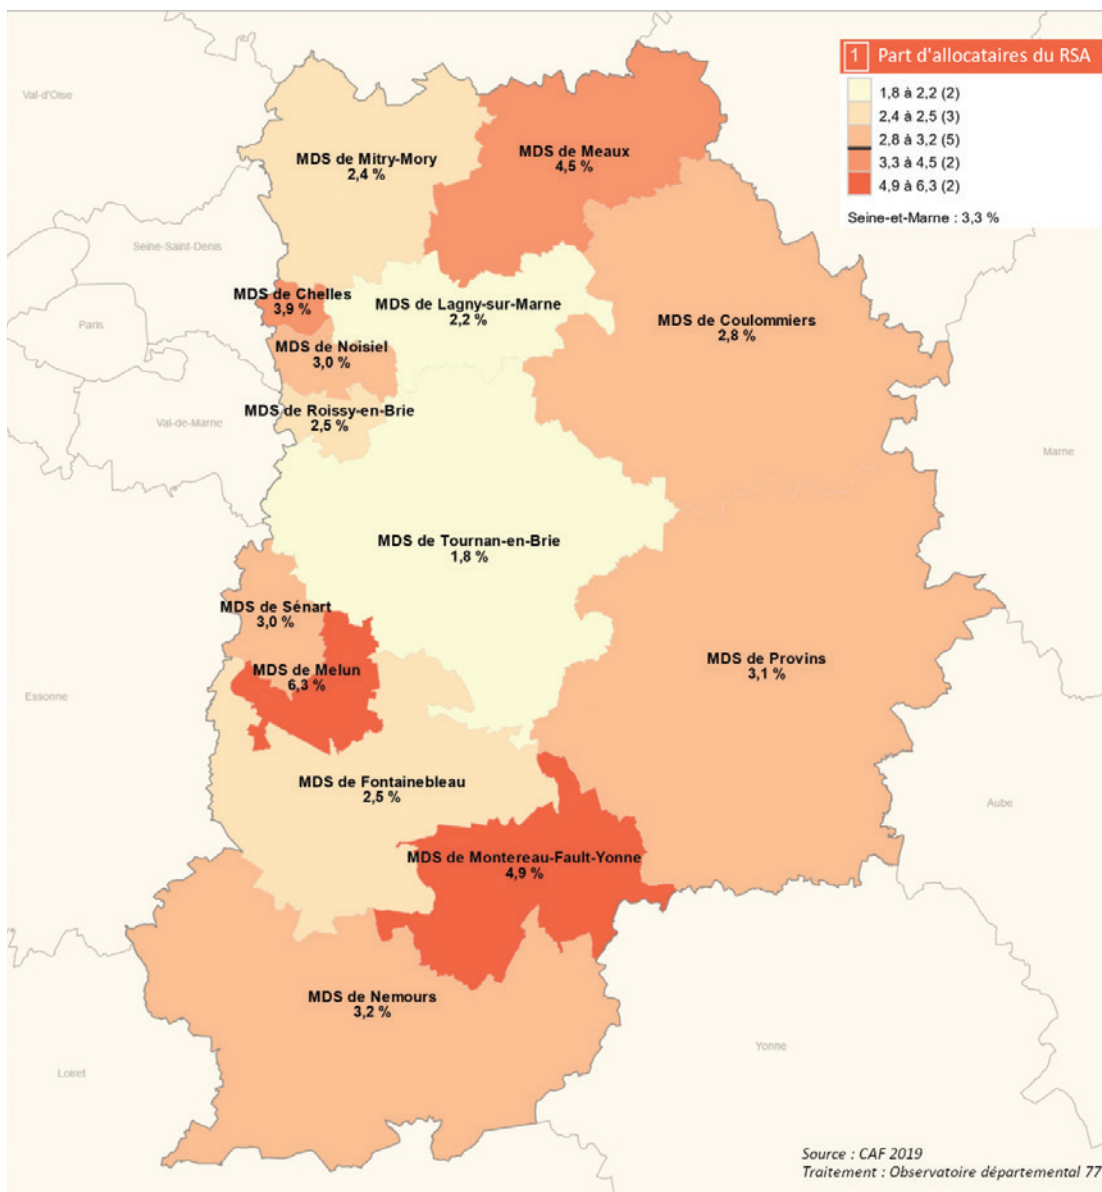 1 Part d'allocataires du RSA
1,8 à 2,2 (2)
2,4 à 2,5 (3)
2,8 à 3,2 (5)
3,3 à 4,5 (2)
4,9 à 6,3 (2)
Seine-et-Marne : 3,3 %
Val-d'Oise
MDS de Mitry-Mory
2,4 %
MDS de Meaux
4,5 %
Seine-Saint-Denis
MDS de Chelles
3,9 %
MDS de Lagny-sur-Marne
2,2 %
MDS de Coulommiers
2,8 %
Paris
MDS de Noisiel
3,0 %
MDS de Roissy-en-Brie
2,5 %
Val-de-Marne
Marne
MDS de Tournan-en-Brie
1,8 %
MDS de Sénart
3,0 %
MDS de Melun
6,3 %
MDS de Provins
3,1 %
Essonne
MDS de Fontainebleau
2,5 %
Aube
MDS de Montereau-Fault-Yonne
4,9 %
MDS de Nemours
3,2 %
Yonne
Loiret
Source : CAF 2019
Traitement : Observatoire départemental 77